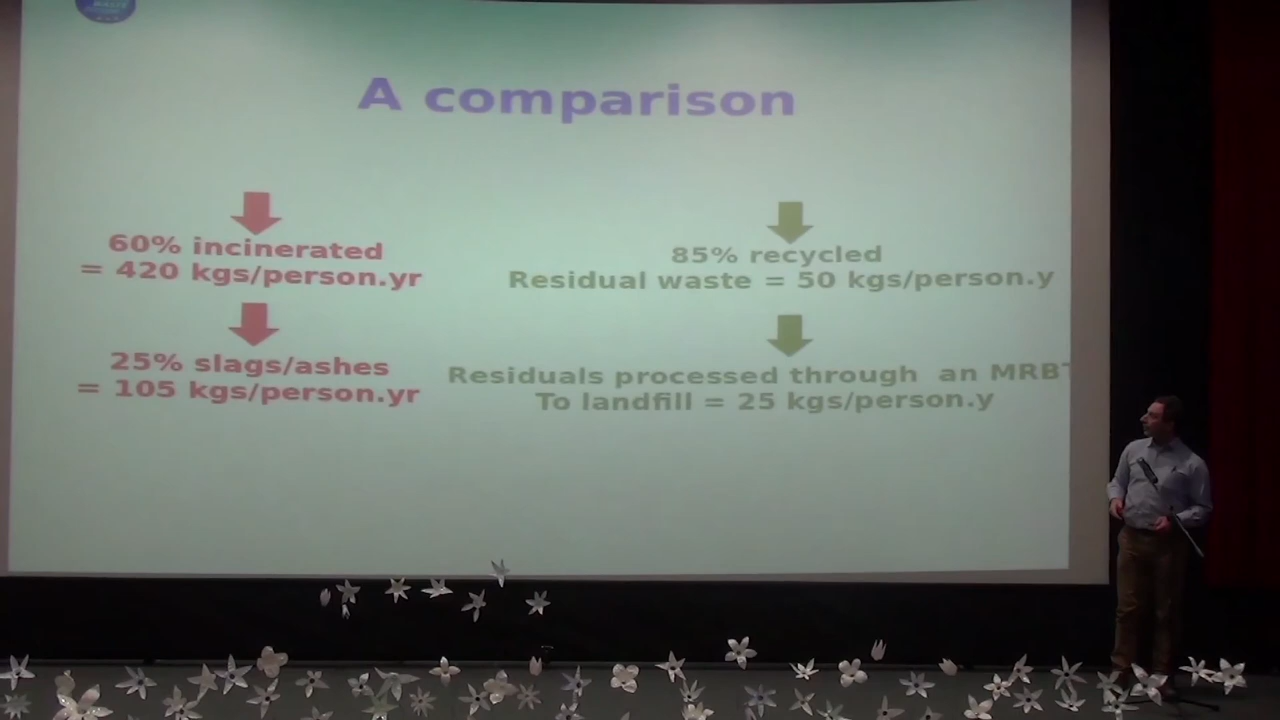 A comparison
60% incinerated
= 420 kgs/person.yr
25% slags/ashes
= 105 kgs/person.yr
85% recycled
Residual waste = 50 kgs/person.y
Residuals processed through an MRBT
To landfill = 25 kgs/person.y